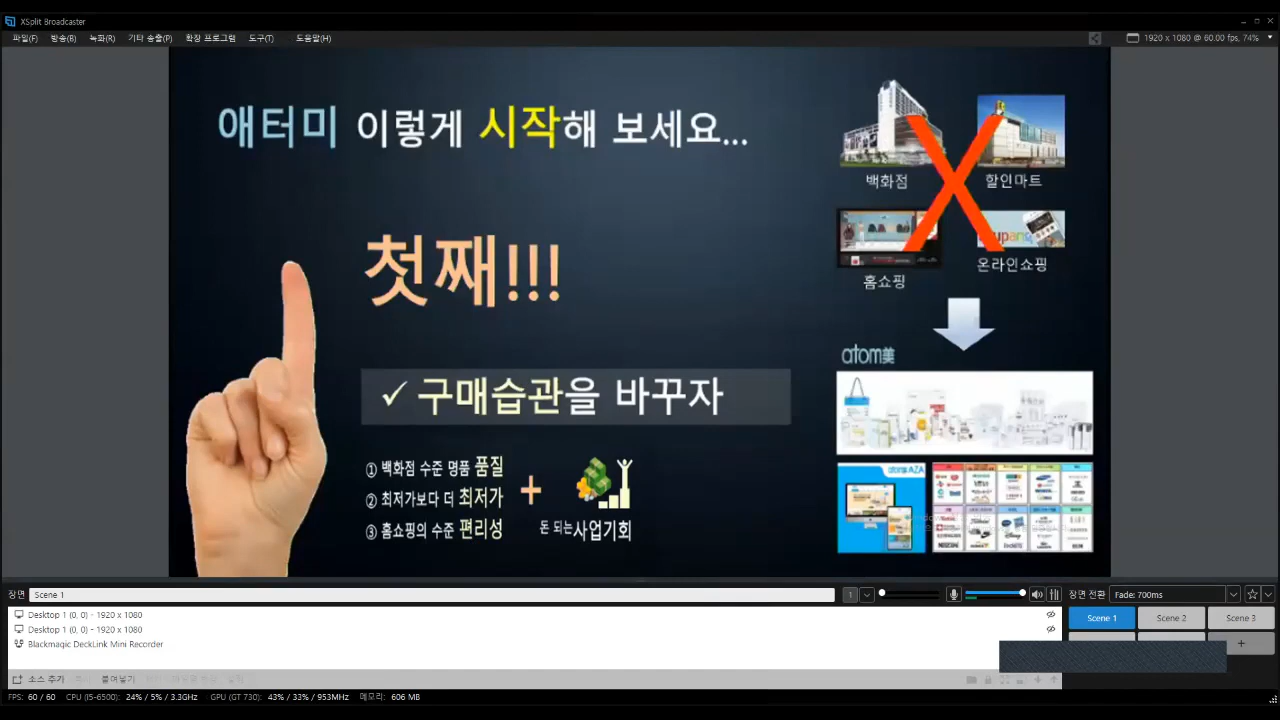 XSplit Broadcaster
파일(F) 방송(B) 녹화(R) 기타 송출(P) 확장 프로그램 도구(T) 도움말(H)
1920 x 1080 @ 60.00 fps, 74%
애터미 이렇게 시작해 보세요...
첫째!!!
✓ 구매습관을 바꾸자
① 백화점 수준 명품 품질
② 최저가보다 더 최저가
③ 홈쇼핑의 수준 편리성
+
돈 되는사업기회
백화점
할인마트
X
홈쇼핑
온라인쇼핑
atom美
atom美 AZA
장면 Scene 1
1
장면 전환 Fade: 700ms
Desktop 1 (0, 0) - 1920 x 1080
Desktop 1 (0, 0) - 1920 x 1080
Blackmagic DeckLink Mini Recorder
Scene 1 Scene 2 Scene 3
+
소스 추가 붙여넣기
FPS: 60 / 60 CPU (I5-6500): 24% / 5% / 3.3GHz GPU (GT 730): 43% / 33% / 953MHz 메모리: 606 MB